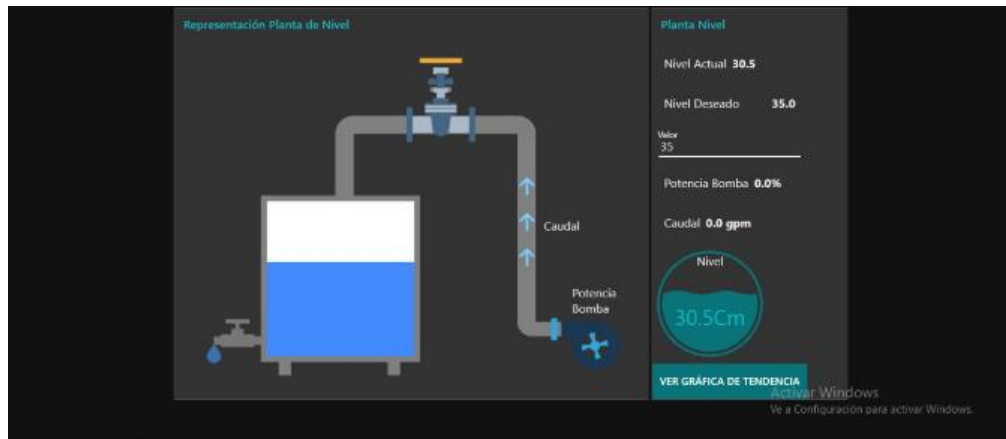 Representación Planta de Nivel
Caudal
Potencia
Bomba
Planta Nivel
Nivel Actual 30.5
Nivel Deseado 35.0
Valor
35
Potencia Bomba 0.0%
Caudal 0.0 gpm
Nivel
30.5Cm
VER GRÁFICA DE TENDENCIA
Activar Windows
Ve a Configuración para activar Windows.